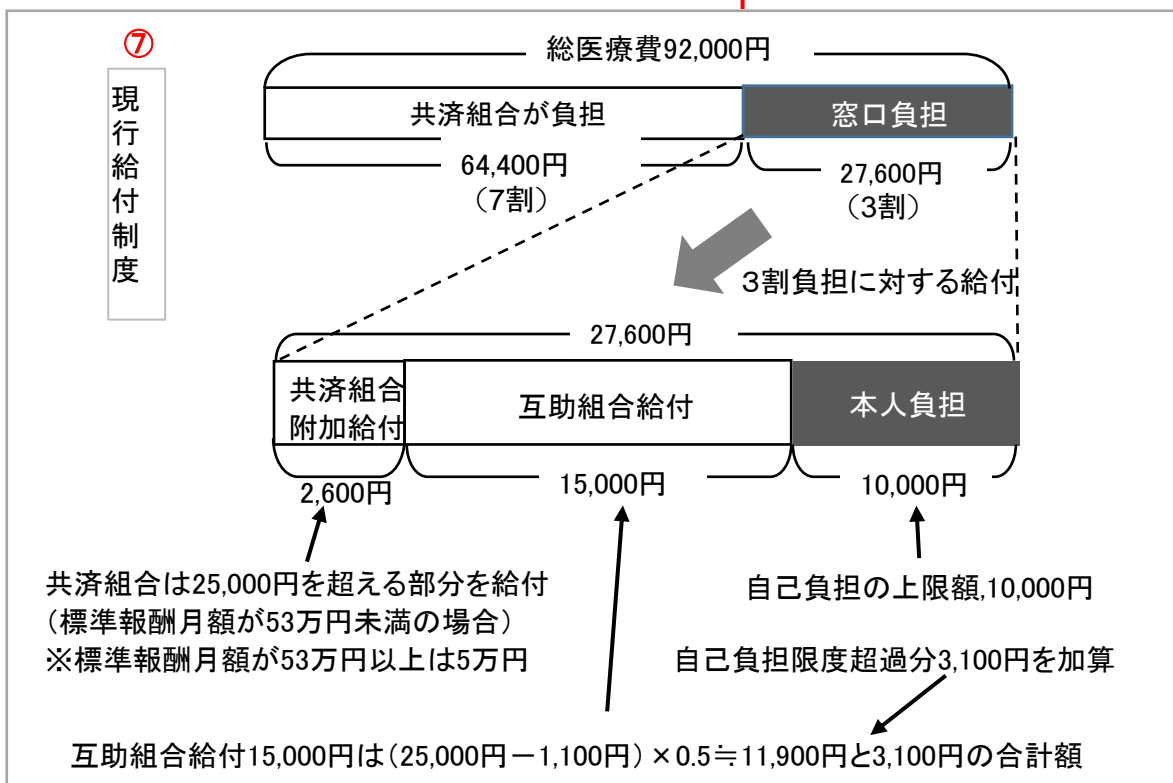 ⑦
現行給付制度
総医療費92,000円
共済組合が負担
窓口負担
64,400円
（7割）
27,600円
（3割）
３割負担に対する給付
27,600円
共済組合
附加給付
互助組合給付
本人負担
2,600円
15,000円
10,000円
共済組合は25,000円を超える部分を給付
（標準報酬月額が53万円未満の場合）
※標準報酬月額が53万円以上は5万円
自己負担の上限額,10,000円
自己負担限度超過分3,100円を加算
互助組合給付15,000円は（25,000円－1,100円）×0.5≒11,900円と3,100円の合計額